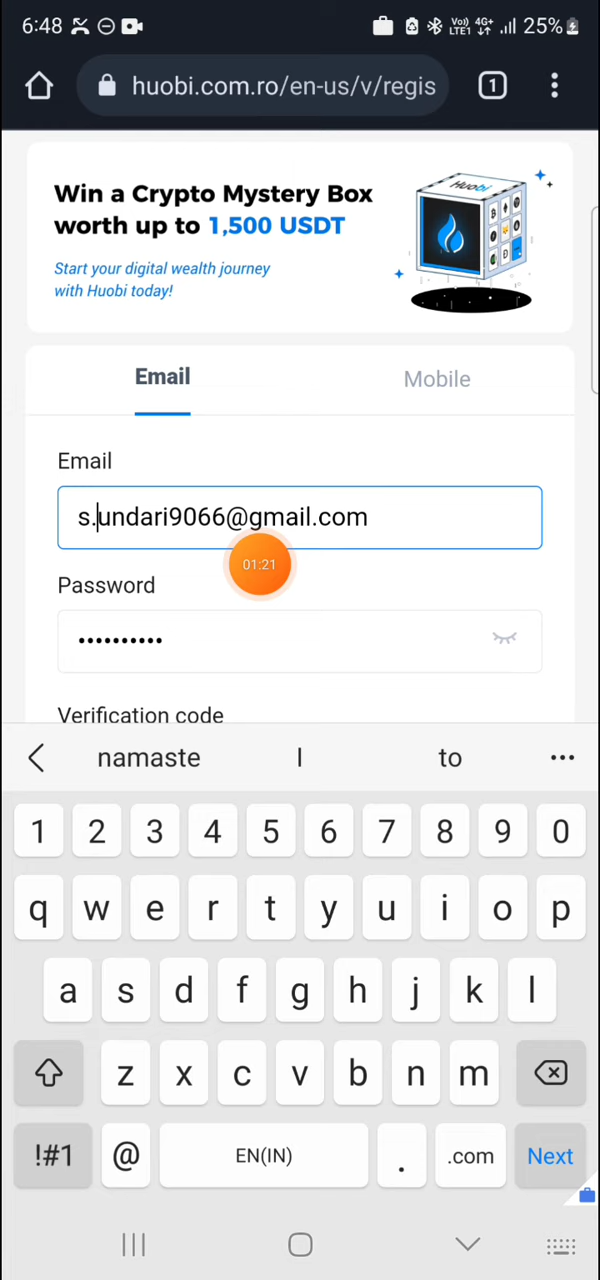 6:48
Vo)) 4G+
LTE1
25%
huobi.com.ro/en-us/v/regis
1
Win a Crypto Mystery Box
worth up to 1,500 USDT
Start your digital wealth journey
with Huobi today!
Huobi
Email
Mobile
Email
s.undari9066@gmail.com
01:21
Password
Verification code
namaste
I
to
1 2 3 4 5 6 7 8 9 0
q w e r t y u i o p
a s d f g h j k l
z x c v b n m
!#1
@
EN(IN)
.
.com
Next